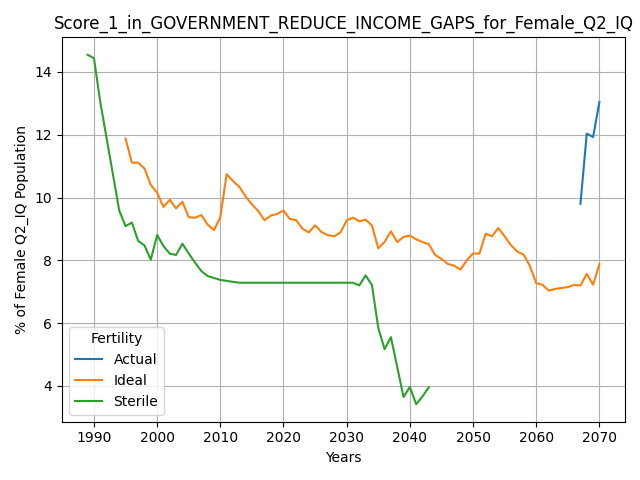 Score_1_in_GOVERNMENT_REDUCE_INCOME_GAPS_for_Female_Q2_IQ
% of Female Q2_IQ Population
14
12
10
8
6
4
Fertility
Actual
Ideal
Sterile
1990 2000 2010 2020 2030 2040 2050 2060 2070
Years